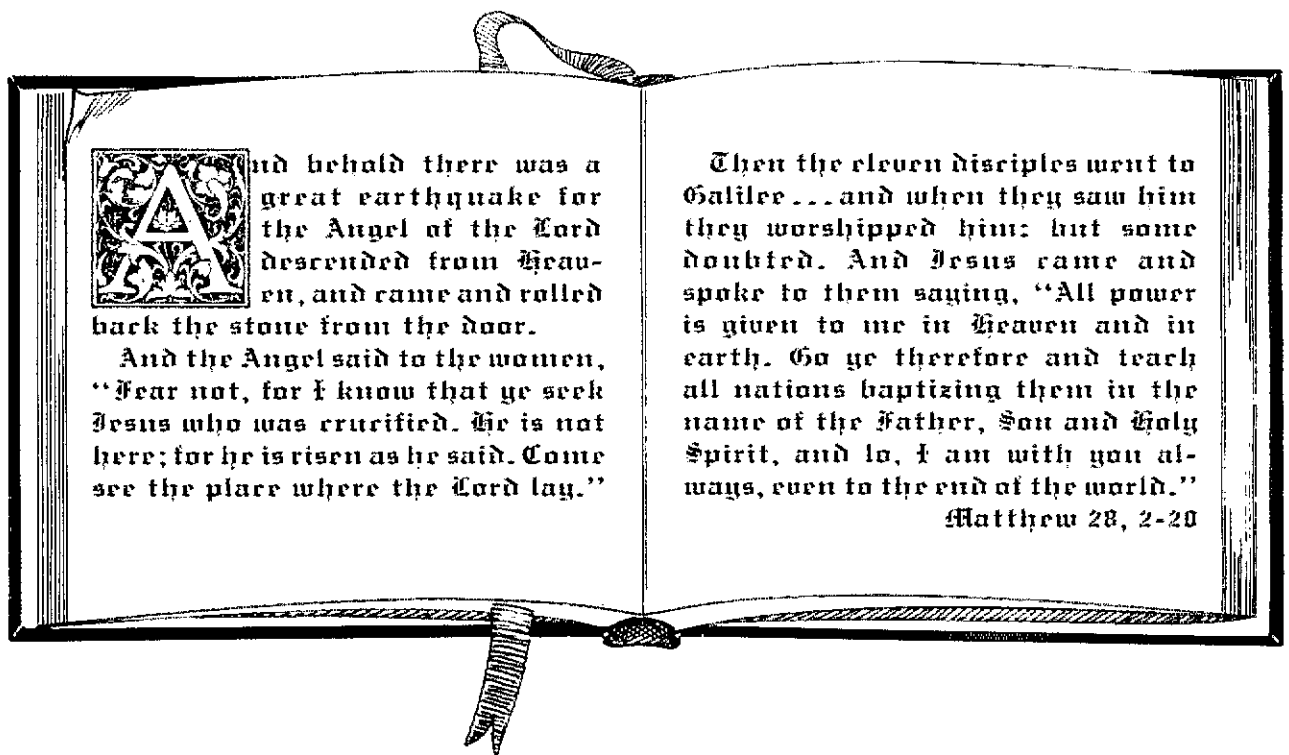 And behold there was a
great earthquake for
the Angel of the Lord
descended from Heav-
en, and came and rolled
back the stone from the door.
And the Angel said to the women,
“Fear not, for I know that ye seek
Jesus who was crucified. He is not
here; for he is risen as he said. Come
see the place where the Lord lay.”
Then the eleven disciples went to
Galilee...and when they saw him
they worshipped him: but some
doubted. And Jesus came and
spoke to them saying, “All power
is given to me in Heaven and in
earth. Go ye therefore and teach
all nations baptizing them in the
name of the Father, Son and Holy
Spirit, and lo, I am with you al-
ways, even to the end of the world.”
Matthew 28, 2-20